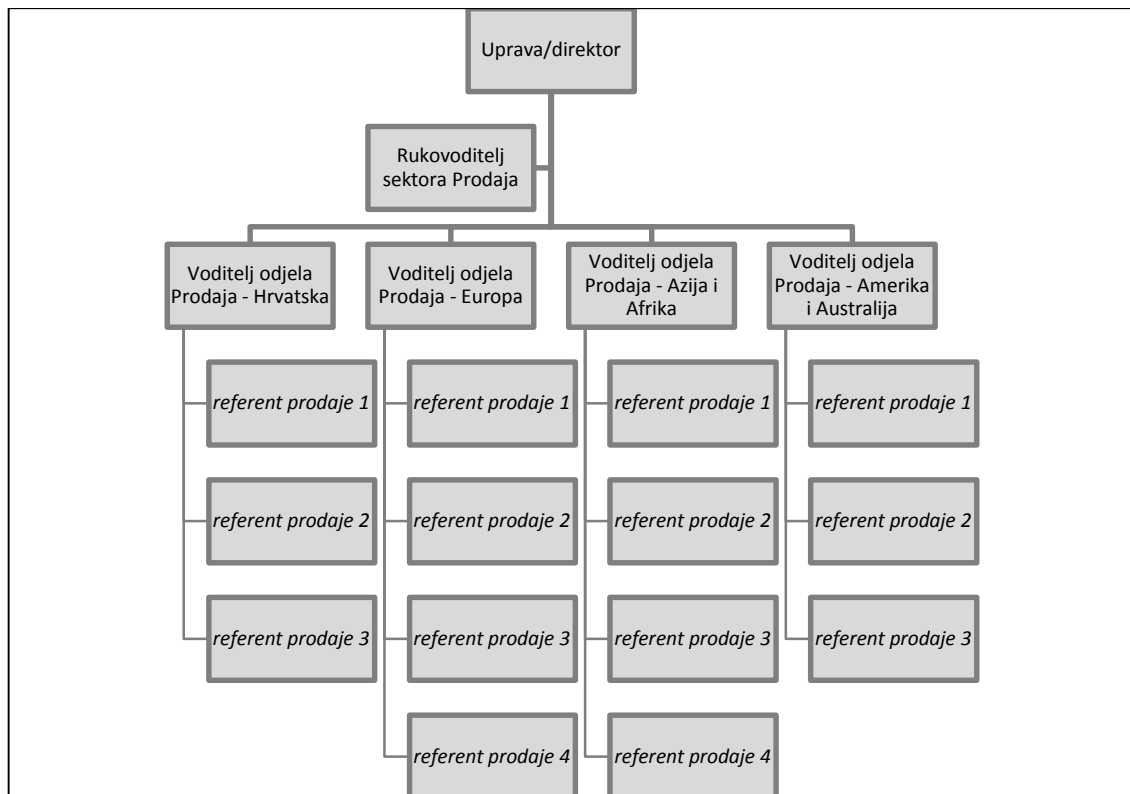 Uprava/direktor
Rukovoditelj
sektora Prodaja
Voditelj odjela
Prodaja - Hrvatska
Voditelj odjela
Prodaja - Europa
Voditelj odjela
Prodaja - Azija i
Afrika
Voditelj odjela
Prodaja - Amerika
i Australija
referent prodaje 1
referent prodaje 1
referent prodaje 1
referent prodaje 1
referent prodaje 2
referent prodaje 2
referent prodaje 2
referent prodaje 2
referent prodaje 3
referent prodaje 3
referent prodaje 3
referent prodaje 3
referent prodaje 4
referent prodaje 4